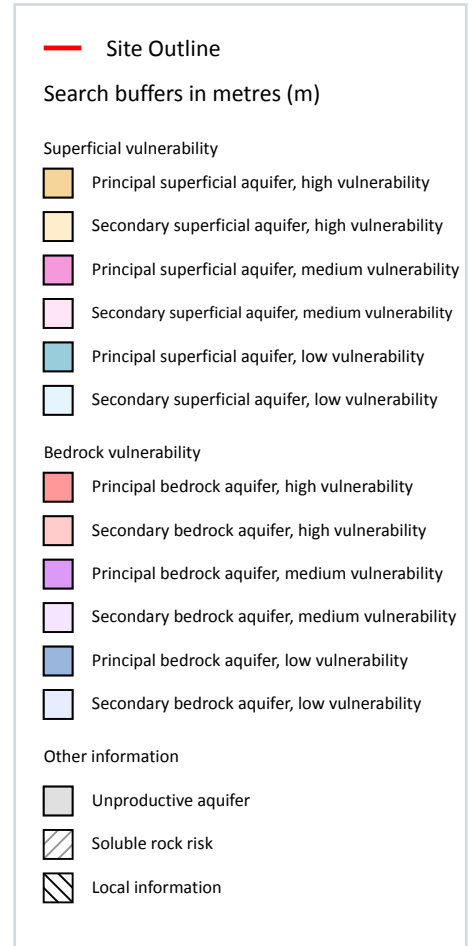 Site Outline
Search buffers in metres (m)
Superficial vulnerability
Principal superficial aquifer, high vulnerability
Secondary superficial aquifer, high vulnerability
Principal superficial aquifer, medium vulnerability
Secondary superficial aquifer, medium vulnerability
Principal superficial aquifer, low vulnerability
Secondary superficial aquifer, low vulnerability
Bedrock vulnerability
Principal bedrock aquifer, high vulnerability
Secondary bedrock aquifer, high vulnerability
Principal bedrock aquifer, medium vulnerability
Secondary bedrock aquifer, medium vulnerability
Principal bedrock aquifer, low vulnerability
Secondary bedrock aquifer, low vulnerability
Other information
Unproductive aquifer
Soluble rock risk
Local information